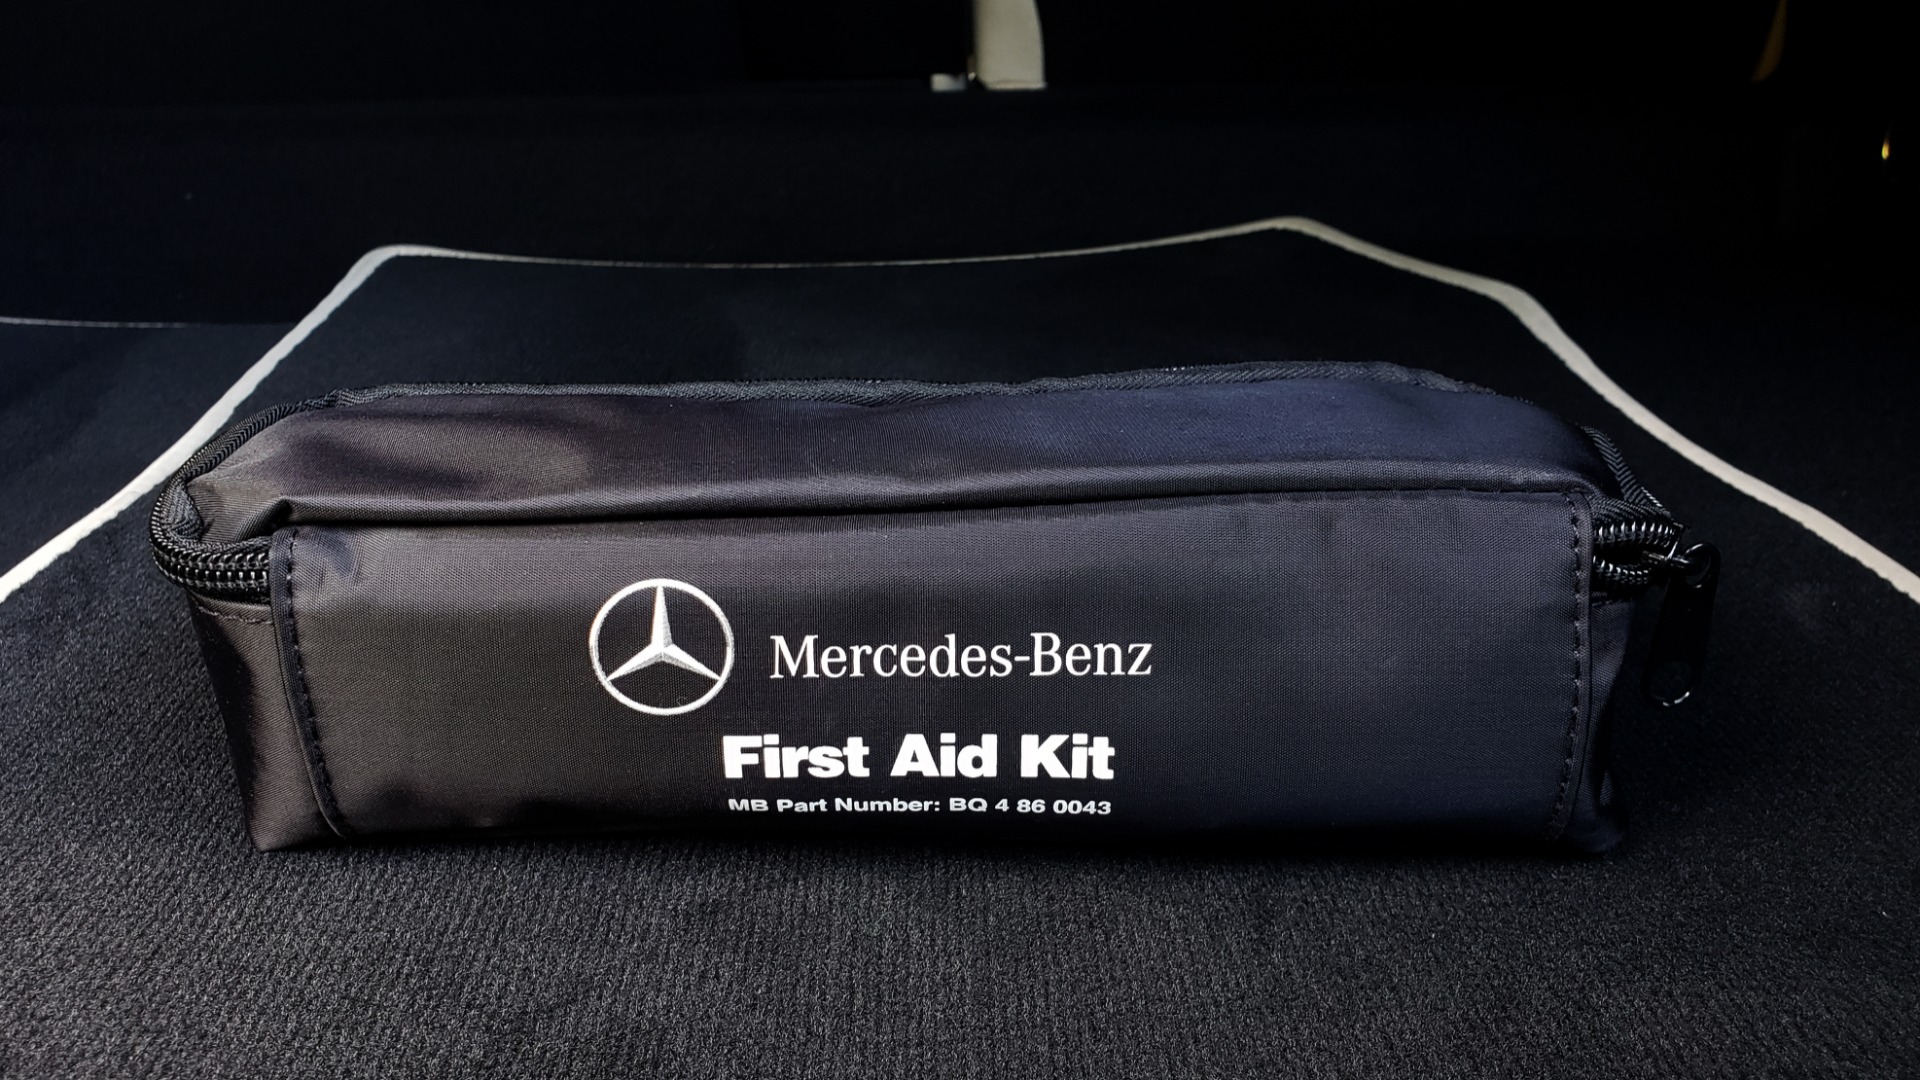 Mercedes-Benz
First Aid Kit
MB Part Number: BQ 4 86 0043